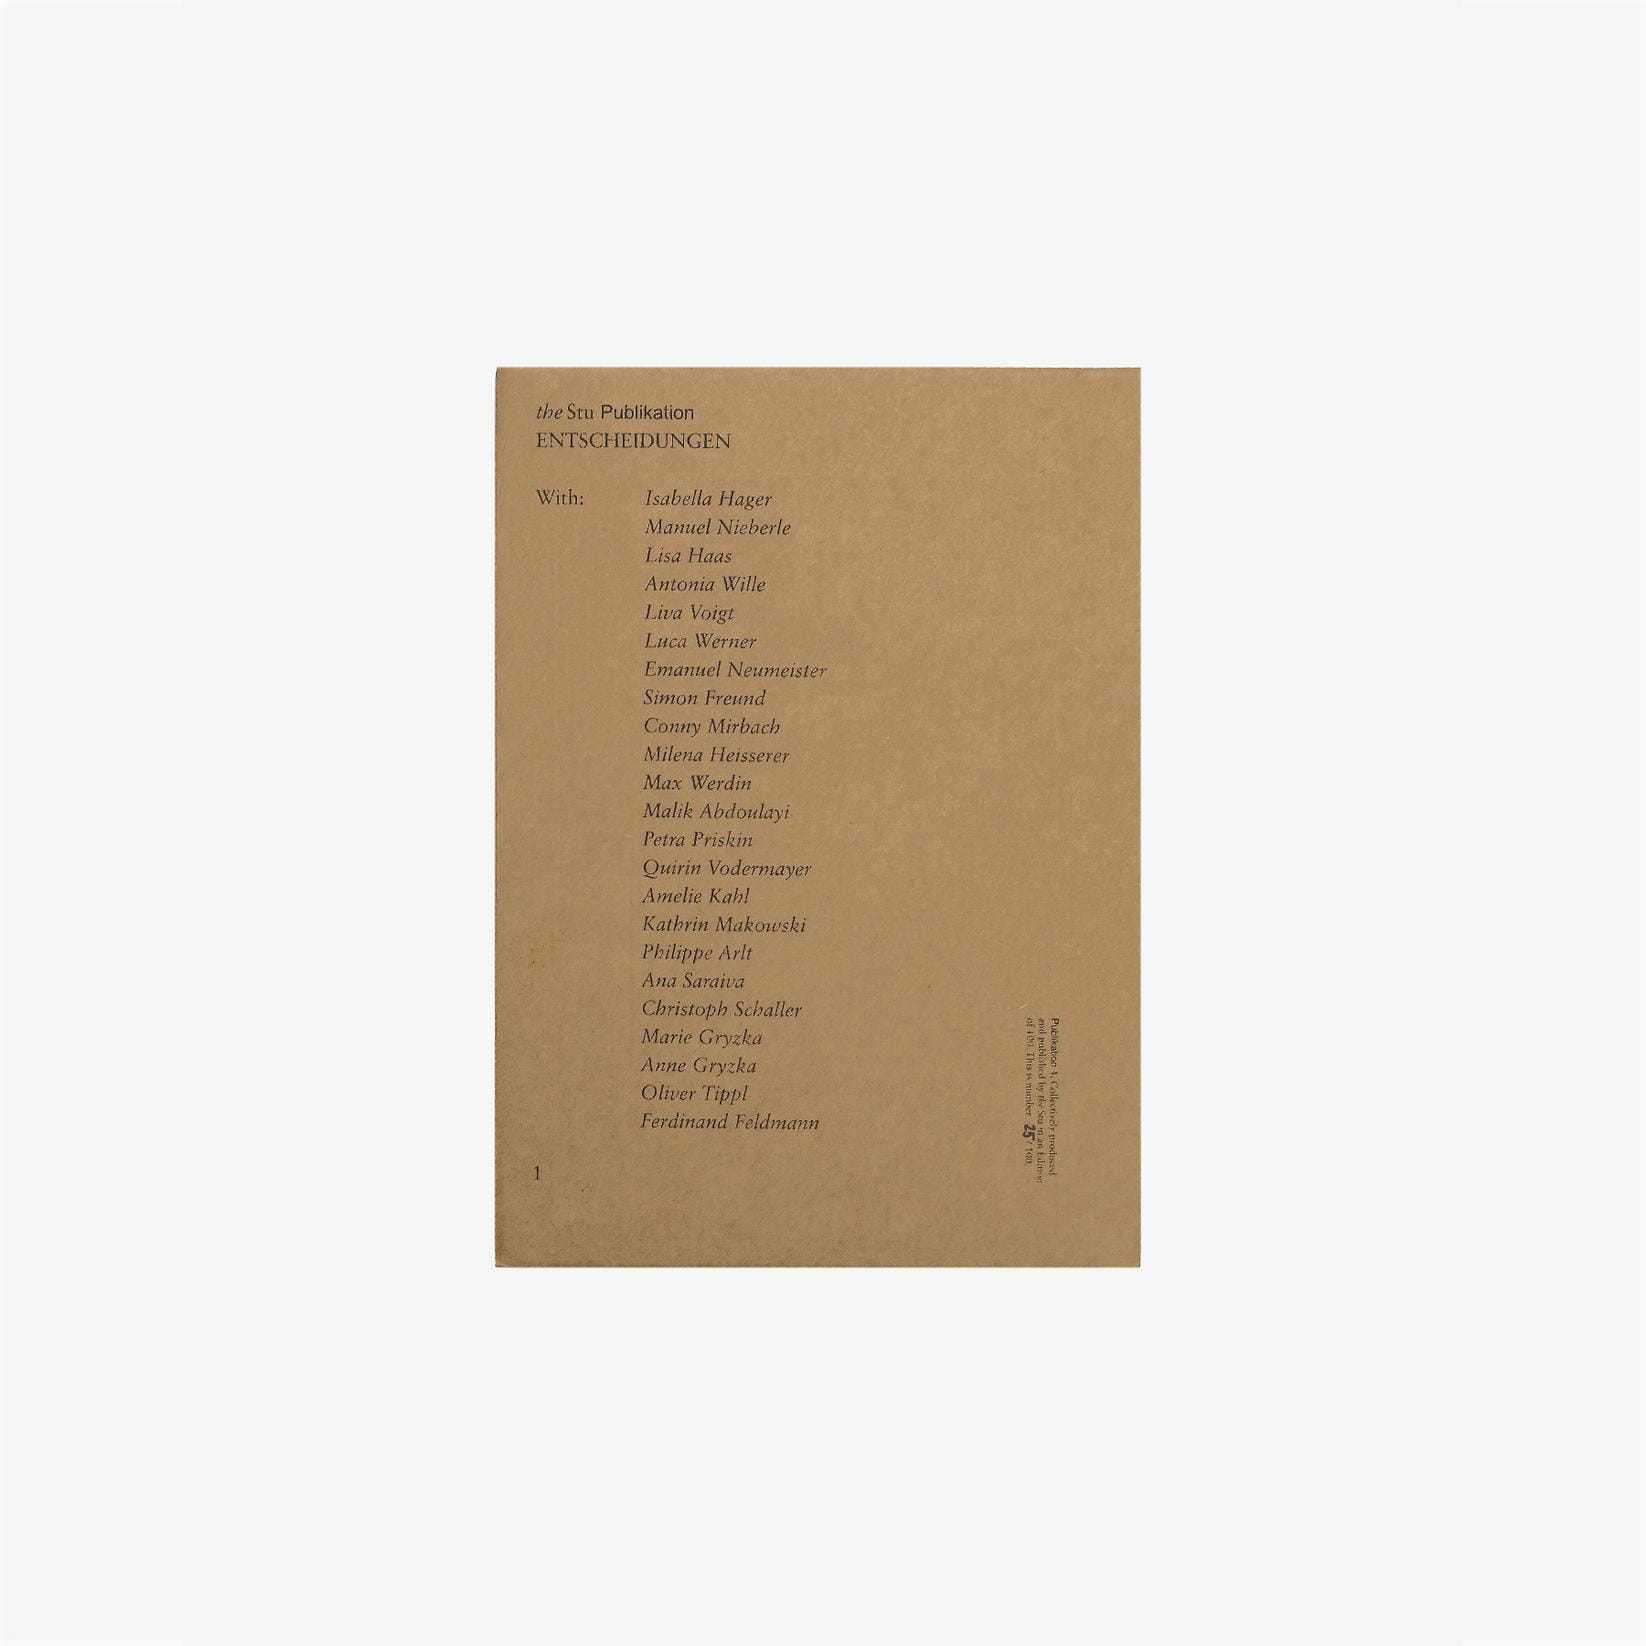 the Stu Publikation
ENTSCHEIDUNGEN
With: Isabella Hager
Manuel Nieberle
Lisa Haas
Antonia Wille
Liva Voigt
Luca Werner
Emanuel Neumeister
Simon Freund
Conny Mirbach
Milena Heisserer
Max Werdin
Malik Abdoulayi
Petra Priskin
Quirin Vodermayer
Amelie Kahl
Kathrin Makowski
Philippe Arlt
Ana Saraiva
Christoph Schaller
Marie Gryzka
Anne Gryzka
Oliver Tippl
Ferdinand Feldmann
1
Publikation 1. Collectively produced
and published by the Stu in an Edition
of 100. This is number 25/100.